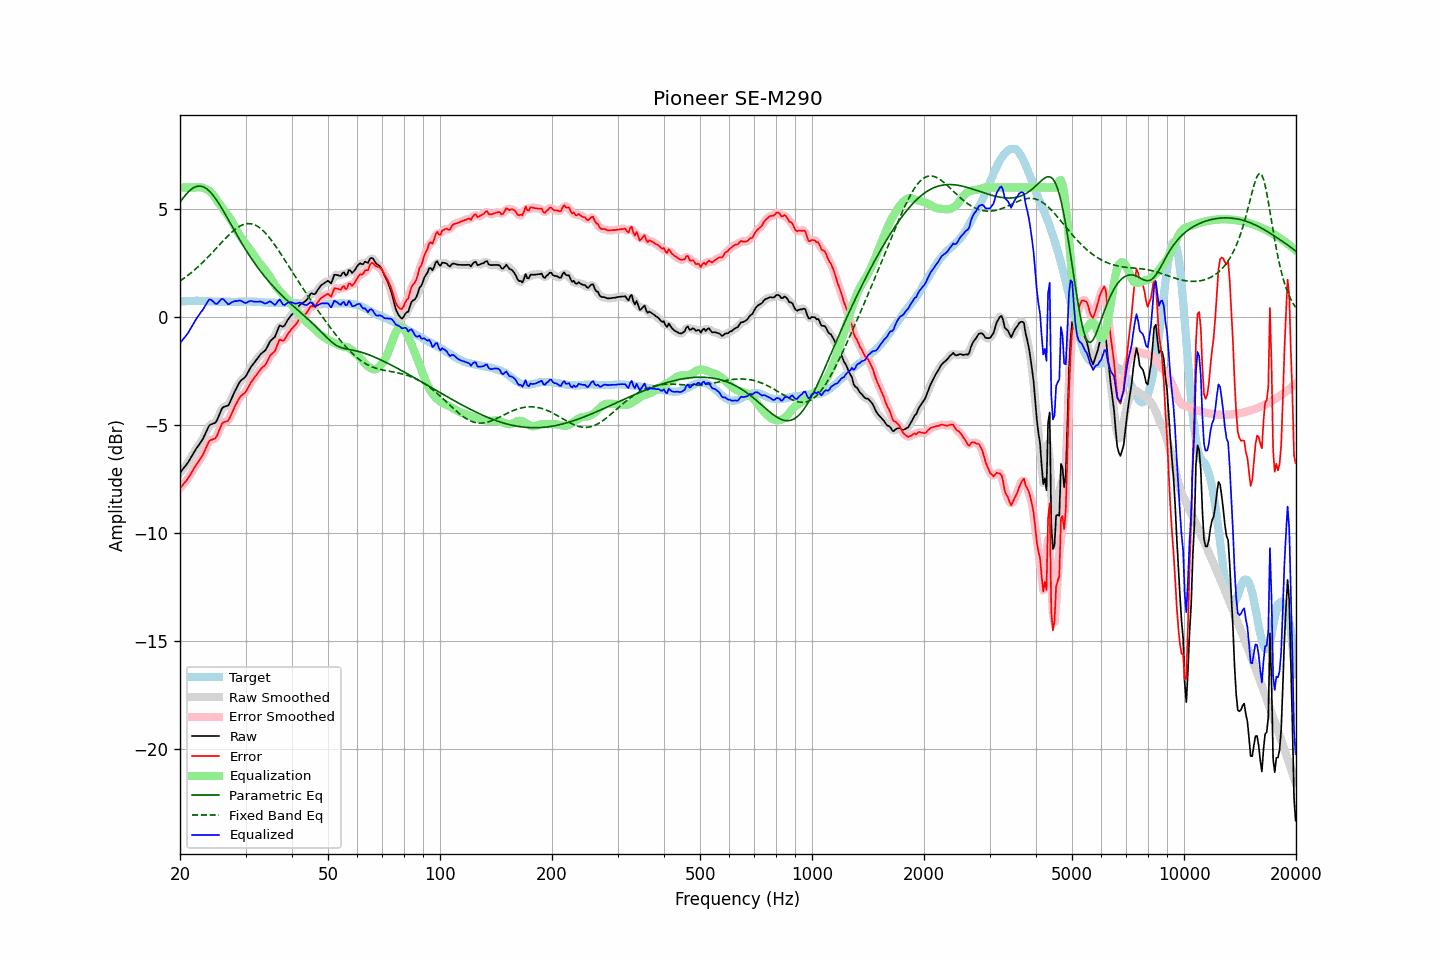 Pioneer SE-M290
Amplitude (dBr)
5
0
−5
−10
−15
−20
Target
Raw Smoothed
Error Smoothed
Raw
Error
Equalization
Parametric Eq
Fixed Band Eq
Equalized
20 50 100 200 500 1000 2000 5000 10000 20000
Frequency (Hz)